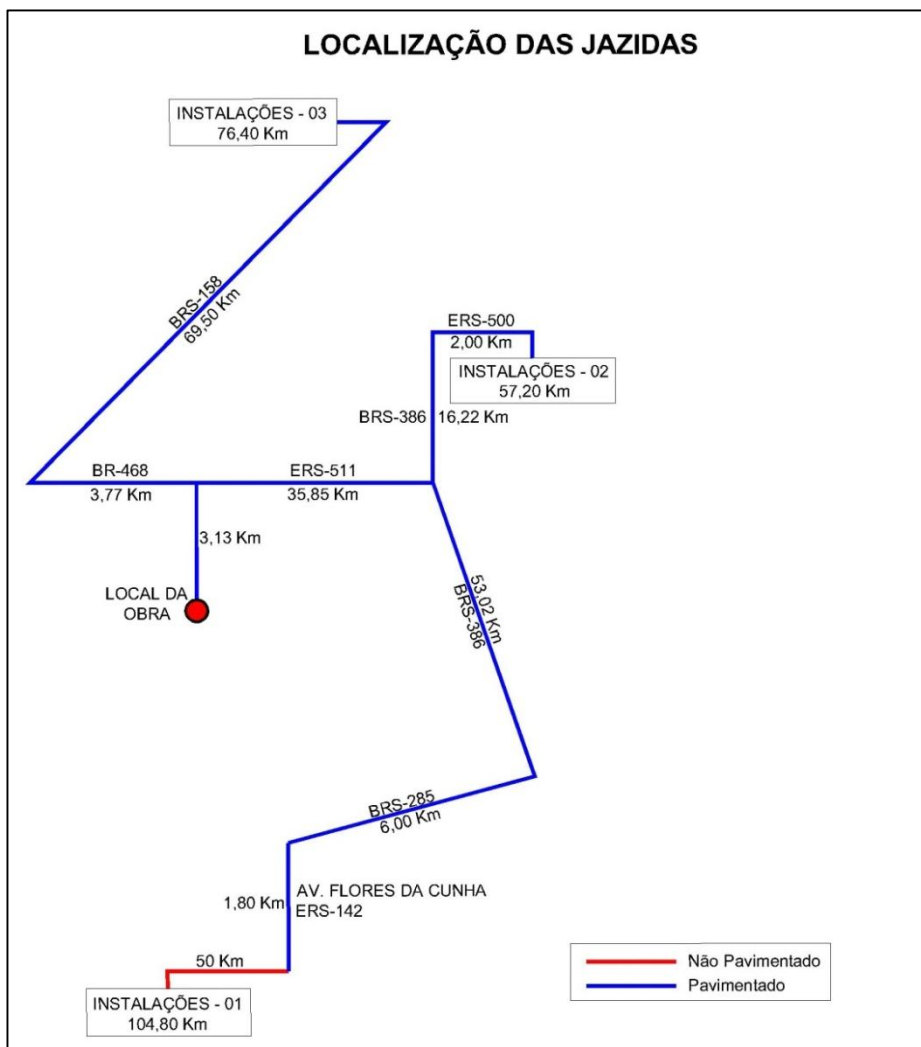 LOCALIZAÇÃO DAS JAZIDAS
INSTALAÇÕES - 03
76,40 Km
BRS-158
69,50 Km
ERS-500
2,00 Km
INSTALAÇÕES - 02
57,20 Km
BRS-386
16,22 Km
BR-468
3,77 Km
ERS-511
35,85 Km
3,13 Km
LOCAL DA
OBRA
53,02 Km
BRS-386
BRS-285
6,00 Km
1,80 Km
AV. FLORES DA CUNHA
ERS-142
50 Km
INSTALAÇÕES - 01
104,80 Km
Não Pavimentado
Pavimentado